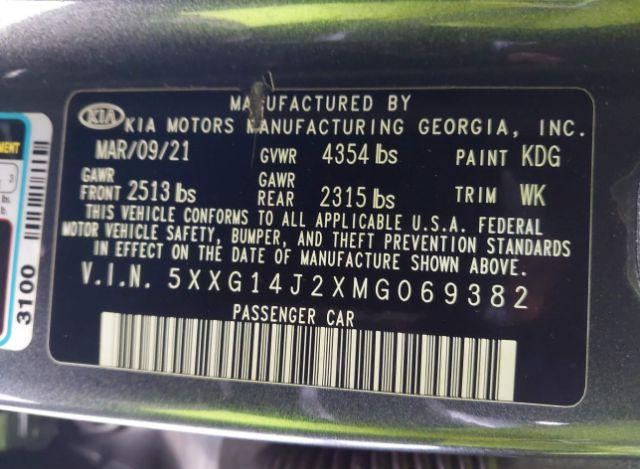 KIA
MANUFACTURED BY
KIA MOTORS MANUFACTURING GEORGIA, INC.
MAR/09/21 GVWR 4354 lbs PAINT KDG
GAWR FRONT 2513 lbs GAWR REAR 2315 lbs TRIM WK
THIS VEHICLE CONFORMS TO ALL APPLICABLE U.S.A. FEDERAL
MOTOR VEHICLE SAFETY, BUMPER, AND THEFT PREVENTION STANDARDS
IN EFFECT ON THE DATE OF MANUFACTURE SHOWN ABOVE.
V.I.N. 5XXG14J2XMG069382
PASSENGER CAR
3100
3